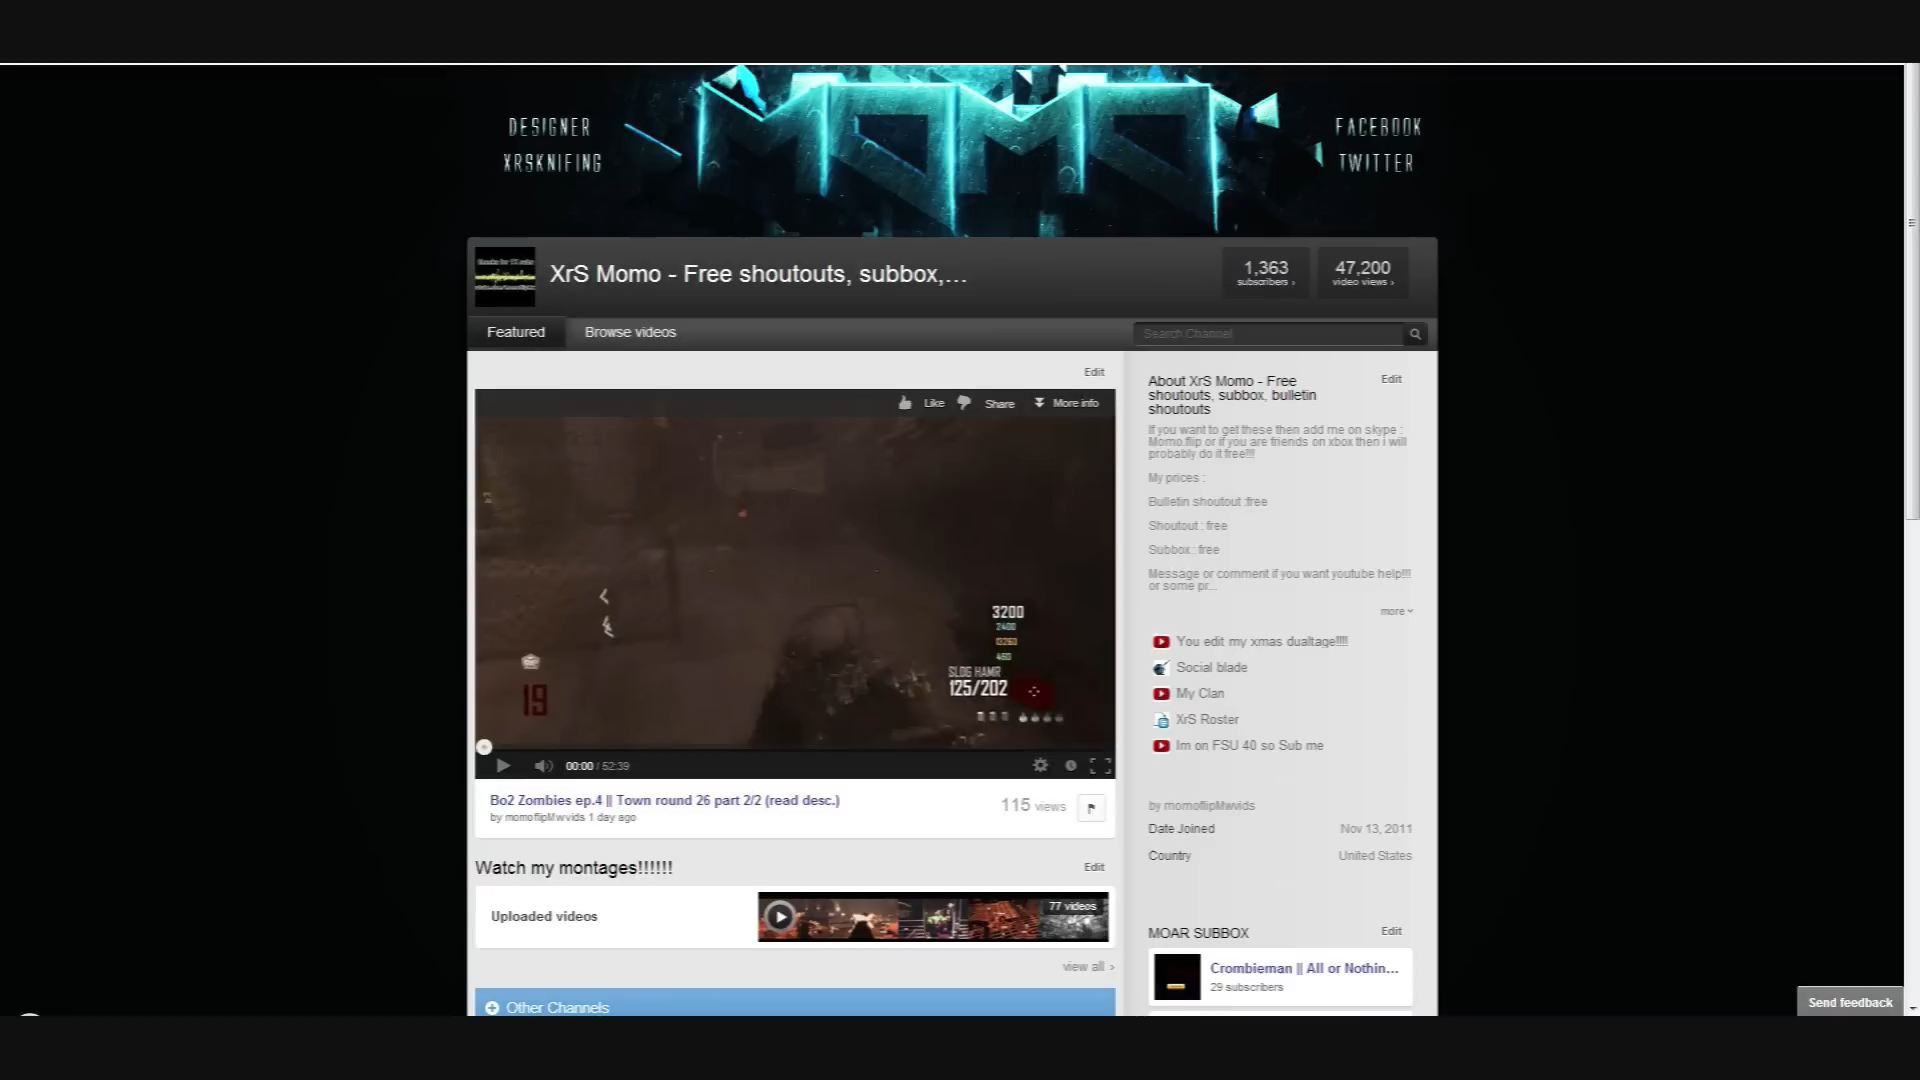 MOMO
DESIGNER
XRSKNIFING
FACEBOOK
TWITTER
XrS Momo - Free shoutouts, subbox,...
1,363
subscribers ›
47,200
video views ›
Featured
Browse videos
Search Channel
Edit
Like
Share
More info
3200
2400
13260
460
SLDG HAMR
125/202
19
00:00 / 52:39
Bo2 Zombies ep.4 || Town round 26 part 2/2 (read desc.)
by momoflipMwvids 1 day ago
115 views
Watch my montages!!!!!!
Edit
Uploaded videos
77 videos
view all ›
Other Channels
About XrS Momo - Free
shoutouts, subbox, bulletin
shoutouts
Edit
If you want to get these then add me on skype :
Momo.flip or if you are friends on xbox then i will
probably do it free!!!
My prices :
Bulletin shoutout :free
Shoutout : free
Subbox : free
Message or comment if you want youtube help!!!
or some pr...
more
You edit my xmas dualtage!!!!
Social blade
My Clan
XrS Roster
Im on FSU 40 so Sub me
by momoflipMwvids
Date Joined
Nov 13, 2011
Country
United States
MOAR SUBBOX
Edit
Crombieman || All or Nothin...
29 subscribers
Send feedback